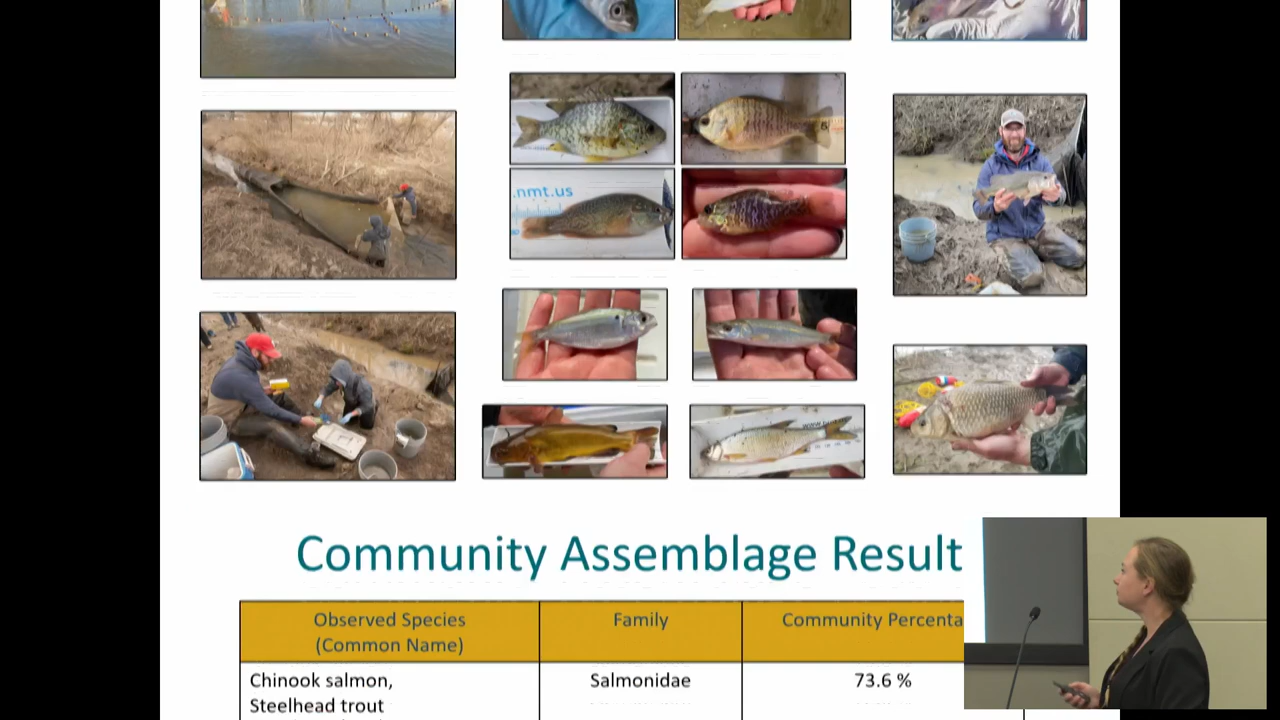 .nmt.us
Community Assemblage Result
Observed Species
(Common Name)
Family
Community Percenta
Chinook salmon,
Steelhead trout
Salmonidae
73.6 %